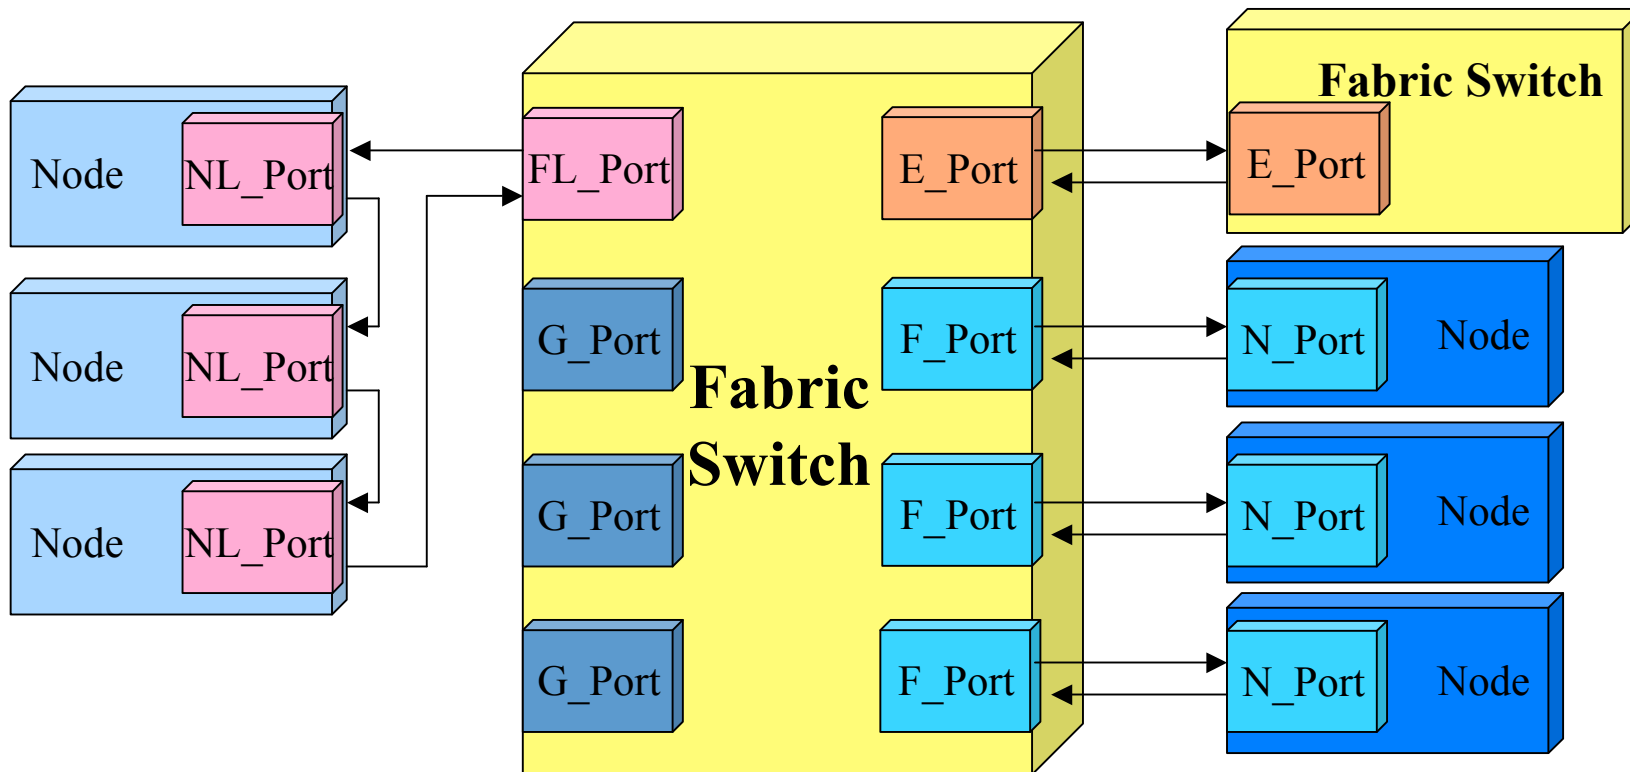 Fabric Switch
Node
NL_Port
FL_Port
E_Port
E_Port
Node
NL_Port
G_Port
F_Port
N_Port
Node
Fabric
Switch
Node
NL_Port
G_Port
F_Port
N_Port
Node
G_Port
F_Port
N_Port
Node